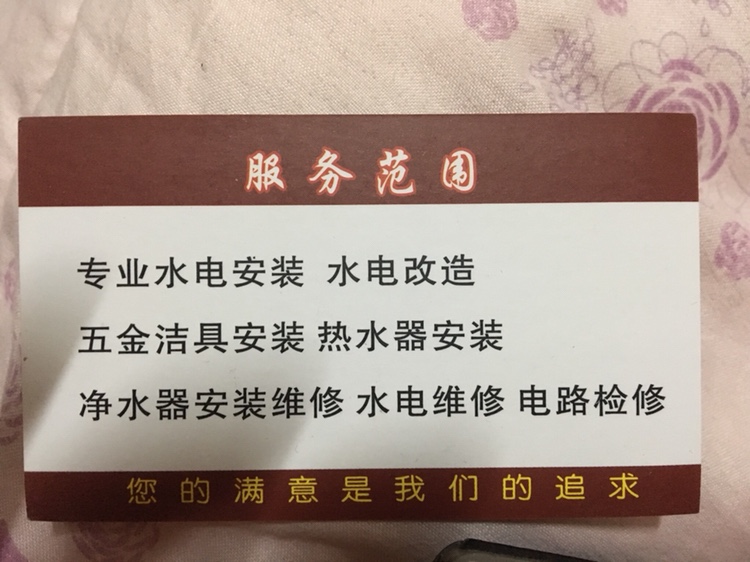 服务范围
专业水电安装 水电改造
五金洁具安装 热水器安装
净水器安装维修 水电维修 电路检修
您的满意是我们的追求